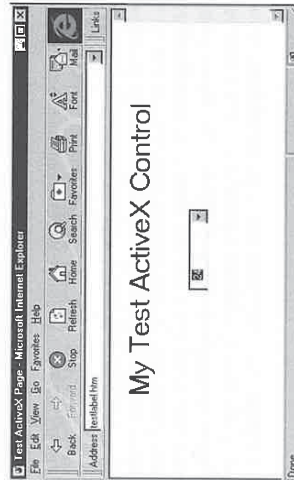 Test ActiveX Page - Microsoft Internet Explorer
File Edit View Go Favorites Help
Back Forward Stop Refresh Home Search Favorites Print Font Mail
Address testlabel.htm Links
My Test ActiveX Control
Done